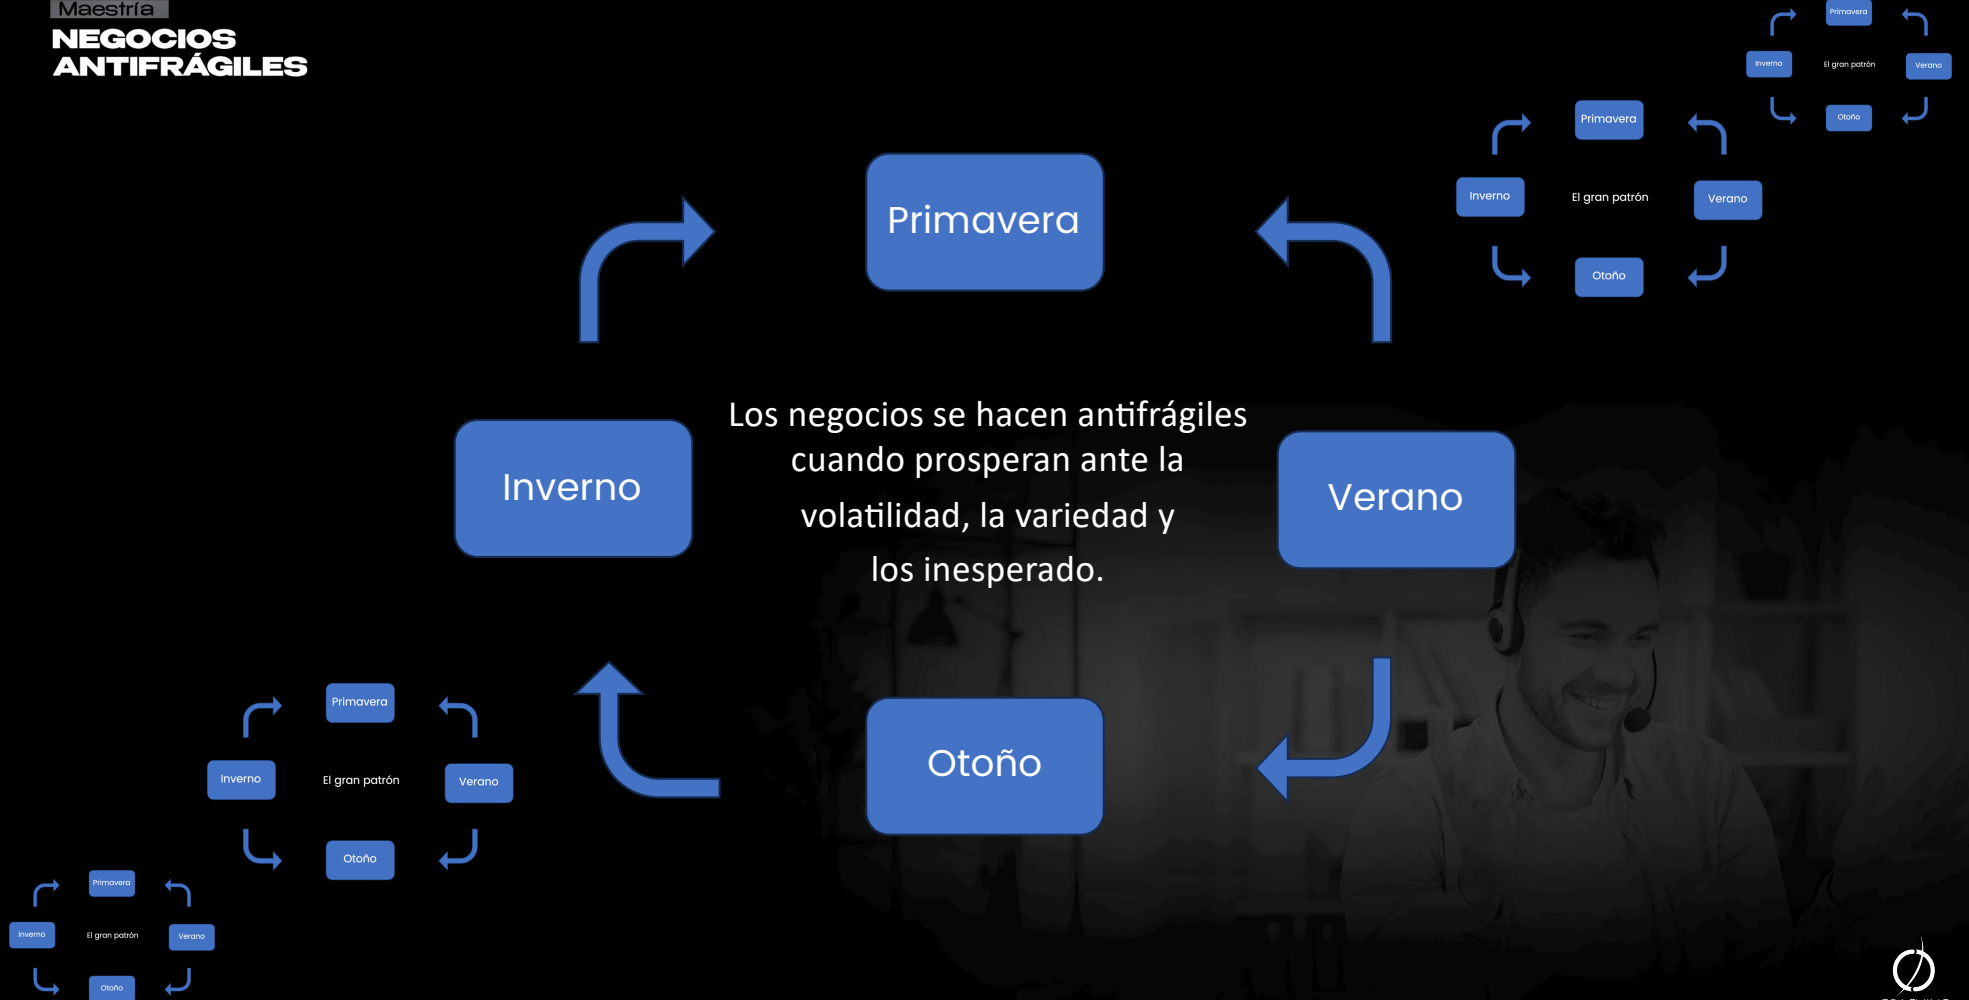 Maestría
NEGOCIOS
ANTIFRÁGILES
Primavera
Inverno
El gran patrón
Verano
Otoño
Primavera
Inverno
El gran patrón
Verano
Otoño
Primavera
Inverno
Los negocios se hacen antifrágiles
cuando prosperan ante la
volatilidad, la variedad y
los inesperado.
Verano
Otoño
Primavera
Inverno
El gran patrón
Verano
Otoño
Primavera
Inverno
El gran patrón
Verano
Otoño